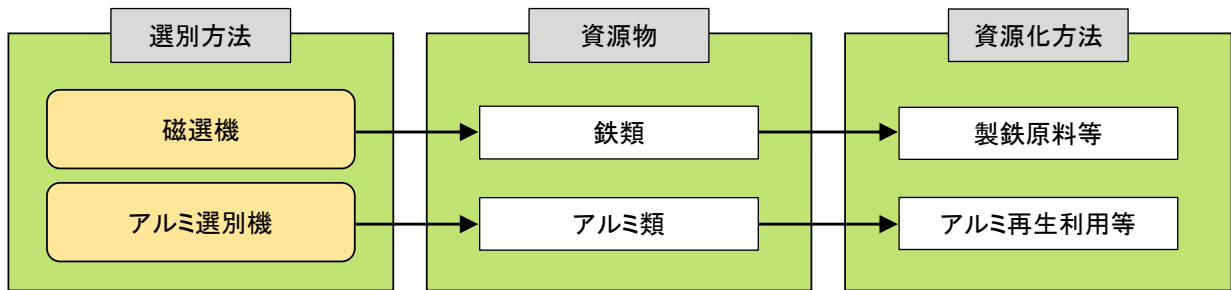 選別方法
資源物
資源化方法
磁選機
鉄類
製鉄原料等
アルミ選別機
アルミ類
アルミ再生利用等